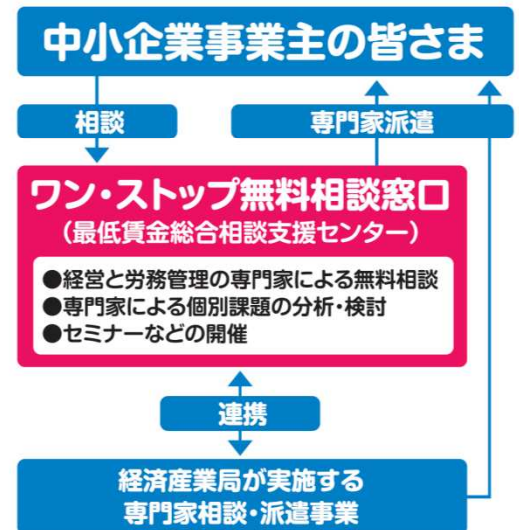 中小企業事業主の皆さま
相談
専門家派遣
ワン・ストップ無料相談窓口
(最低賃金総合相談支援センター)
●経営と労務管理の専門家による無料相談
●専門家による個別課題の分析・検討
●セミナーなどの開催
連携
経済産業局が実施する
専門家相談・派遣事業